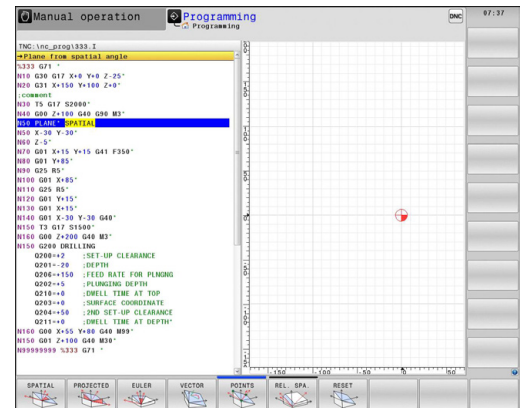 Manual operation
Programming
Programming
DNC
07:37
TNC:\nc_prog\333.I
→Plane from spatial angle
%333 G71 *
N10 G30 G17 X+0 Y+0 Z-25*
N20 G31 X+150 Y+100 Z+0*
;comment
N30 T5 G17 S2000*
N40 G00 Z+100 G40 G90 M3*
N50 PLANE* SPATIAL
N50 X-30 Y-30*
N60 Z-5*
N70 G01 X+15 Y+15 G41 F350*
N80 G01 Y+85*
N90 G25 R5*
N100 G01 X+85*
N110 G25 R5*
N120 G01 Y+15*
N130 G01 X+15*
N140 G01 X-30 Y-30 G40*
N150 T3 G17 S1500*
N160 G00 Z+200 G40 M3*
N150 G200 DRILLING
Q200=+2 ;SET-UP CLEARANCE
Q201=-20 ;DEPTH
Q206=+150 ;FEED RATE FOR PLNGNG
Q202=+5 ;PLUNGING DEPTH
Q210=+0 ;DWELL TIME AT TOP
Q203=+0 ;SURFACE COORDINATE
Q204=+50 ;2ND SET-UP CLEARANCE
Q211=+0 ;DWELL TIME AT DEPTH*
N160 G00 X+55 Y+80 G40 M99*
N150 G01 Z+100 G40 M30*
N99999999 %333 G71 *
-150 -100 -50 0 50
SPATIAL PROJECTED EULER VECTOR POINTS REL. SPA. RESET